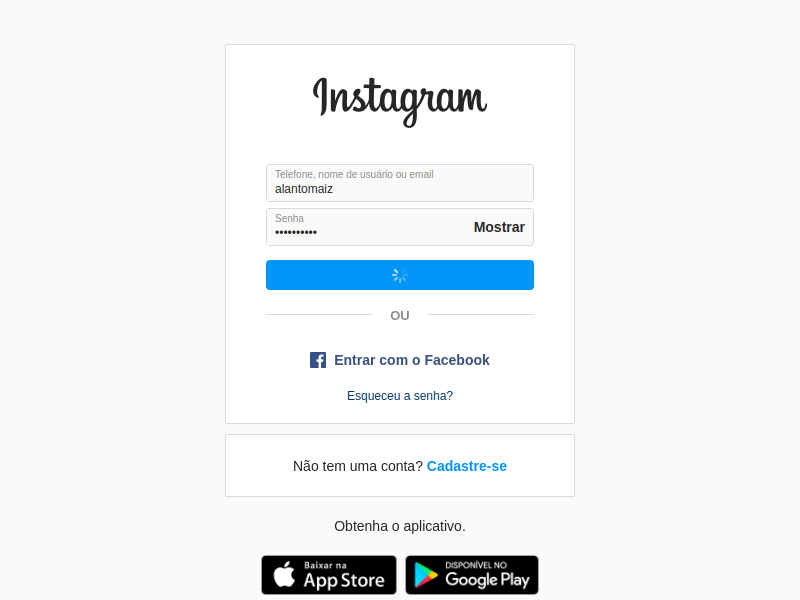 Instagram
Telefone, nome de usuário ou email
alantomaiz
Senha
••••••••••
Mostrar
OU
Entrar com o Facebook
Esqueceu a senha?
Não tem uma conta? Cadastre-se
Obtenha o aplicativo.
Baixar na
App Store
DISPONÍVEL NO
Google Play